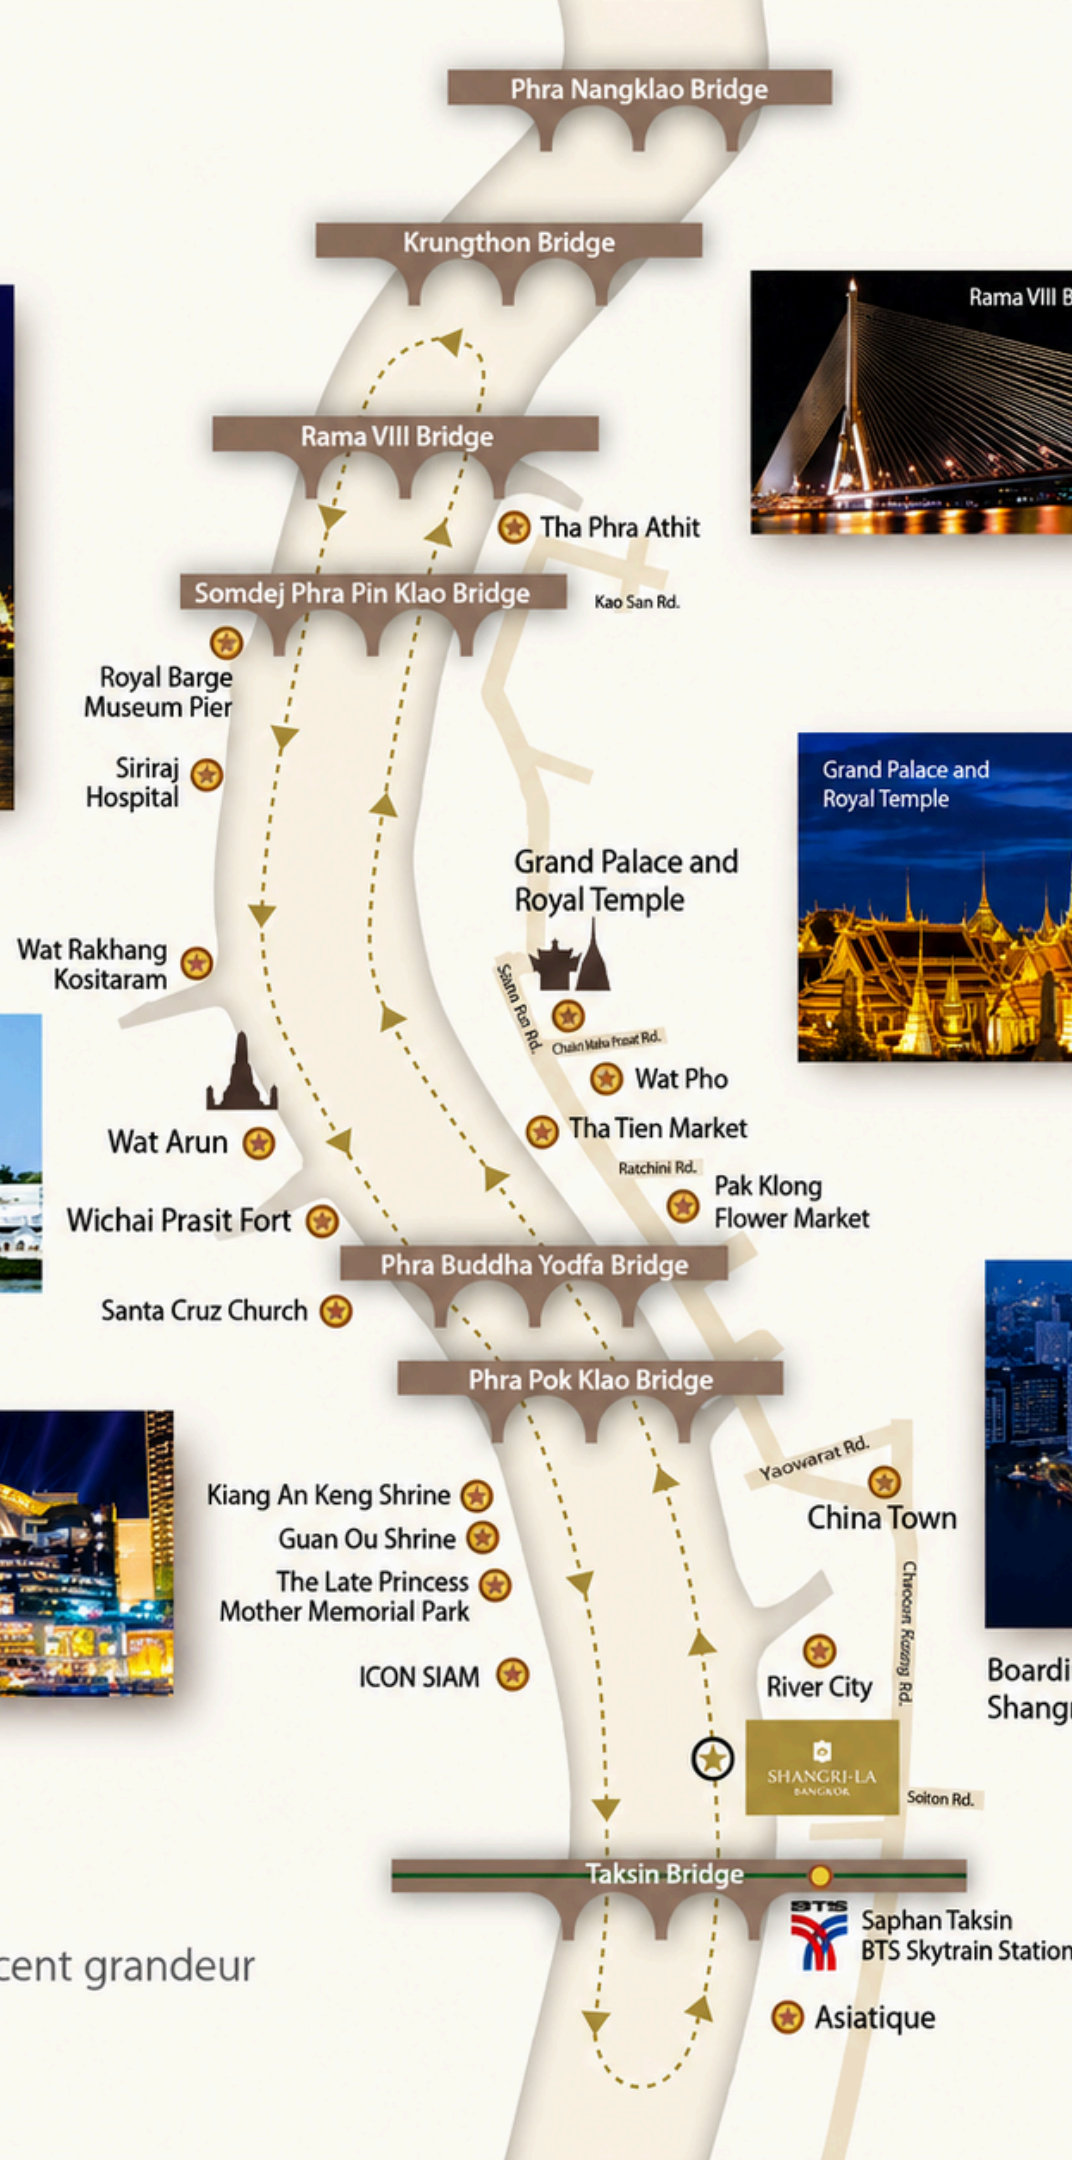 Phra Nangklao Bridge
Krungthon Bridge
Rama VIII B
Rama VIII Bridge
Tha Phra Athit
Somdej Phra Pin Klao Bridge
Kao San Rd.
Royal Barge
Museum Pier
Siriraj
Hospital
Grand Palace and
Royal Temple
Grand Palace and
Royal Temple
Wat Rakhang
Kositaram
Rd.
Rd.
Wat Pho
Tha Tien Market
Wat Arun
Ratchini Rd.
Pak Klong
Flower Market
Wichai Prasit Fort
Phra Buddha Yodfa Bridge
Santa Cruz Church
Phra Pok Klao Bridge
Yaowarat Rd.
China Town
Kiang An Keng Shrine
Guan Ou Shrine
The Late Princess
Mother Memorial Park
Rd.
ICON SIAM
River City
Boardi
Shang
SHANGRI-LA
BANGKOK
Soiton Rd.
Taksin Bridge
BTS
Saphan Taksin
BTS Skytrain Station
cent grandeur
Asiatique